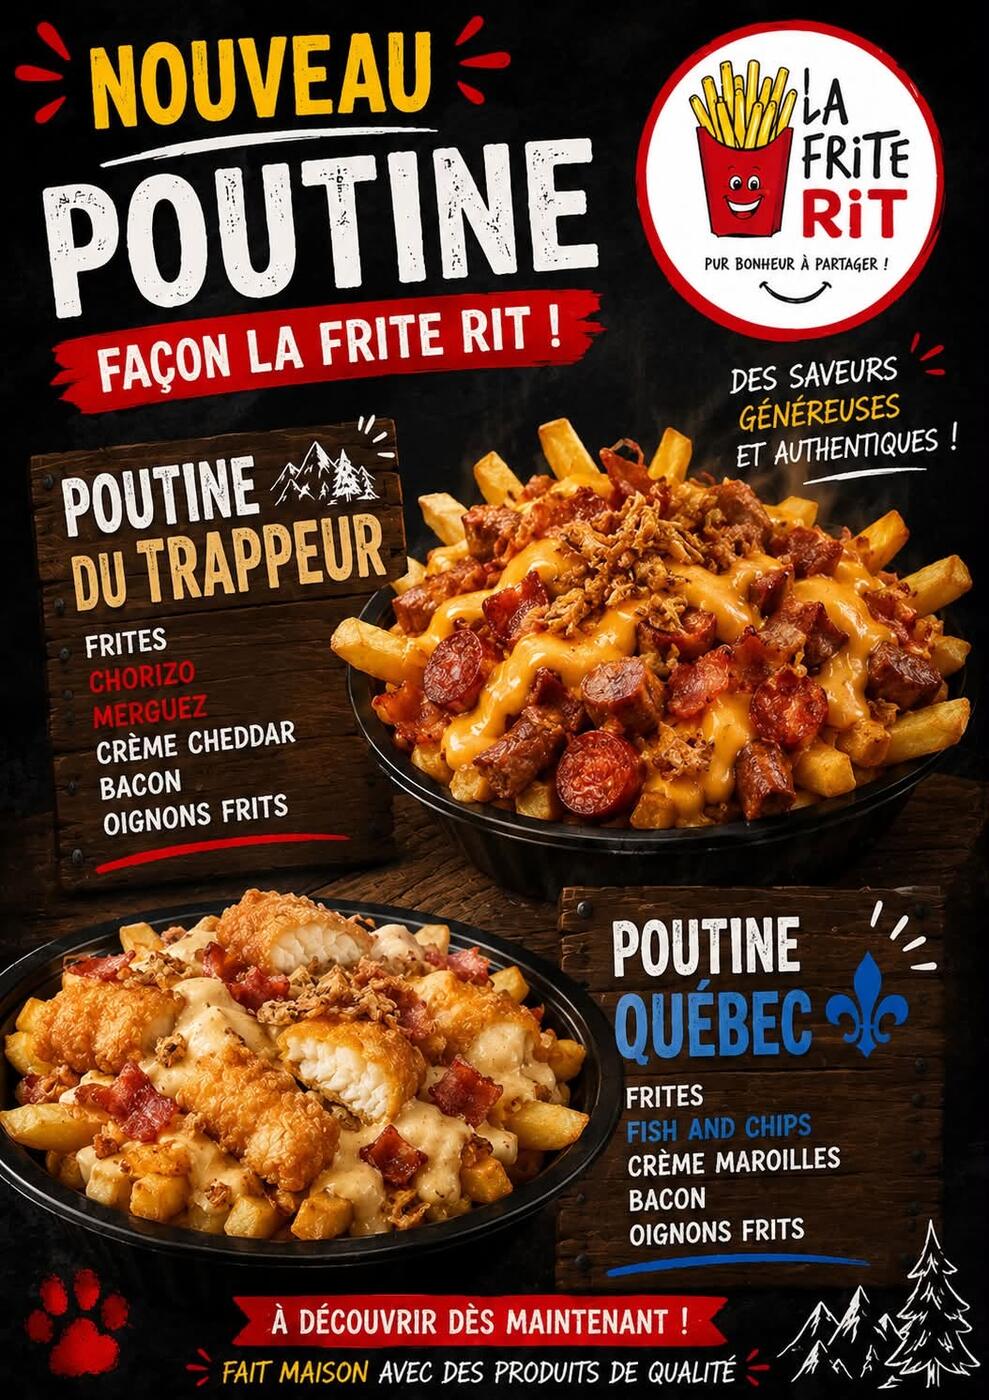 NOUVEAU
POUTINE
FAÇON LA FRITE RIT !
LA
FRiTE
RiT
PUR BONHEUR À PARTAGER !
DES SAVEURS
GÉNÉREUSES
ET AUTHENTIQUES !
POUTINE
DU TRAPPEUR
FRITES
CHORIZO
MERGUEZ
CRÈME CHEDDAR
BACON
OIGNONS FRITS
POUTINE
QUÉBEC
FRITES
FISH AND CHIPS
CRÈME MAROILLES
BACON
OIGNONS FRITS
À DÉCOUVRIR DÈS MAINTENANT !
FAIT MAISON AVEC DES PRODUITS DE QUALITÉ